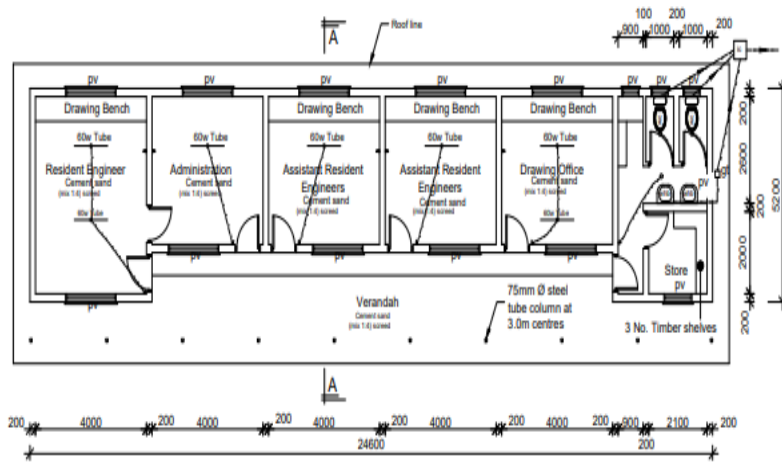 100 200
900 1000 1000 200
A
Roof line
pv pv pv pv pv pv pv pv
Drawing Bench Drawing Bench Drawing Bench Drawing Bench
60w Tube 60w Tube 60w Tube 60w Tube 60w Tube
Resident Engineer
Cement sand
(mix 1:4) screed
60w Tube
Administration
Cement sand
(mix 1:4) screed
Assistant Resident
Engineers
Cement sand
(mix 1:4) screed
Assistant Resident
Engineers
Cement sand
(mix 1:4) screed
Drawing Office
Cement sand
(mix 1:4) screed
60w Tube
pv
200
2600
200
2000
200
5200
pv pv pv pv pv
Store
pv
Verandah
Cement sand
(mix 1:4) screed
75mm Ø steel
tube column at
3.0m centres
3 No. Timber shelves
A
200 4000 200 4000 200 4000 200 4000 200 4000 200 900 2100 200
24600 200